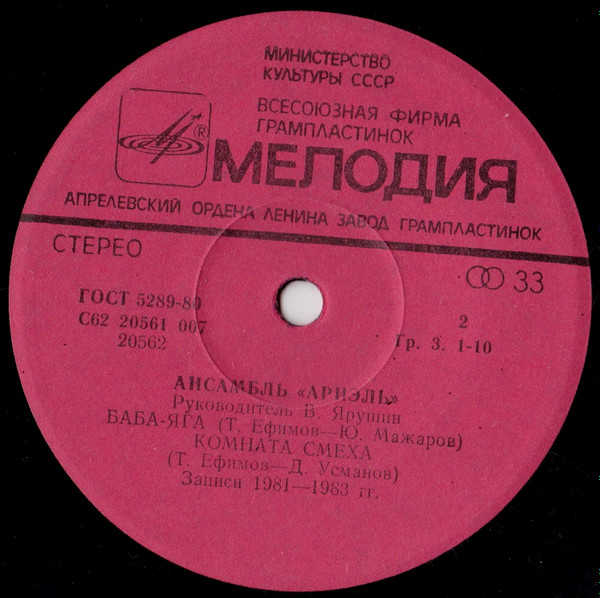 МИНИСТЕРСТВО
КУЛЬТУРЫ СССР
ВСЕСОЮЗНАЯ ФИРМА
ГРАМПЛАСТИНОК
®
МЕЛОДИЯ
АПРЕЛЕВСКИЙ ОРДЕНА ЛЕНИНА ЗАВОД ГРАМПЛАСТИНОК
СТЕРЕО
33
ГОСТ 5289-80
С62 20561 007
20562
2
Гр. 3. 1-10
АНСАМБЛЬ «АРИЭЛЬ»
Руководитель В. Ярушин
БАБА-ЯГА (Т. Ефимов—Ю. Мажаров)
КОМНАТА СМЕХА
(Т. Ефимов—Д. Усманов)
Записи 1981—1983 гг.